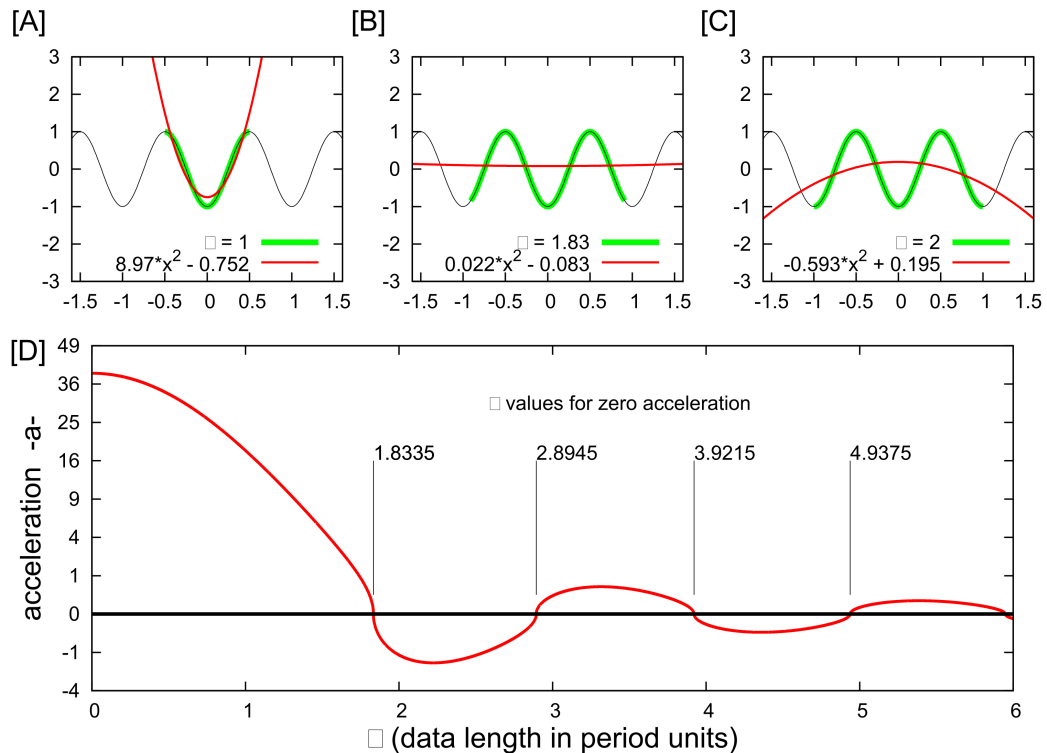 [A] [B] [C]
3 3 3
2 2 2
1 1 1
0 0 0
-1 -1 -1
□ = 1 □ = 1.83 □ = 2
-2 -2 -2
8.97*x² - 0.752 0.022*x² - 0.083 -0.593*x² + 0.195
-3 -3 -3
-1.5 -1 -0.5 0 0.5 1 1.5 -1.5 -1 -0.5 0 0.5 1 1.5 -1.5 -1 -0.5 0 0.5 1 1.5
[D]
49
36
□ values for zero acceleration
25
1.8335 2.8945 3.9215 4.9375
16
9
4
1
0
-1
-4
acceleration -a-
0 1 2 3 4 5 6
□ (data length in period units)